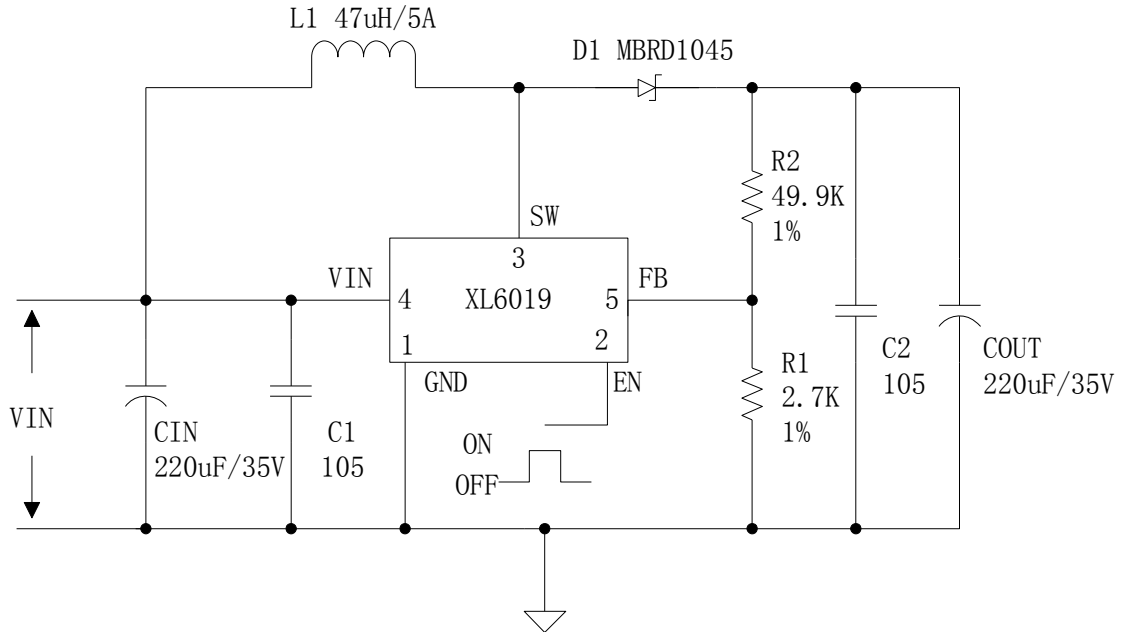 L1 47uH/5A
D1 MBRD1045
R2
49.9K
1%
SW
3
VIN
FB
4
XL6019
5
1
2
GND
EN
VIN
CIN
220uF/35V
C1
105
ON
OFF
R1
2.7K
1%
C2
105
COUT
220uF/35V